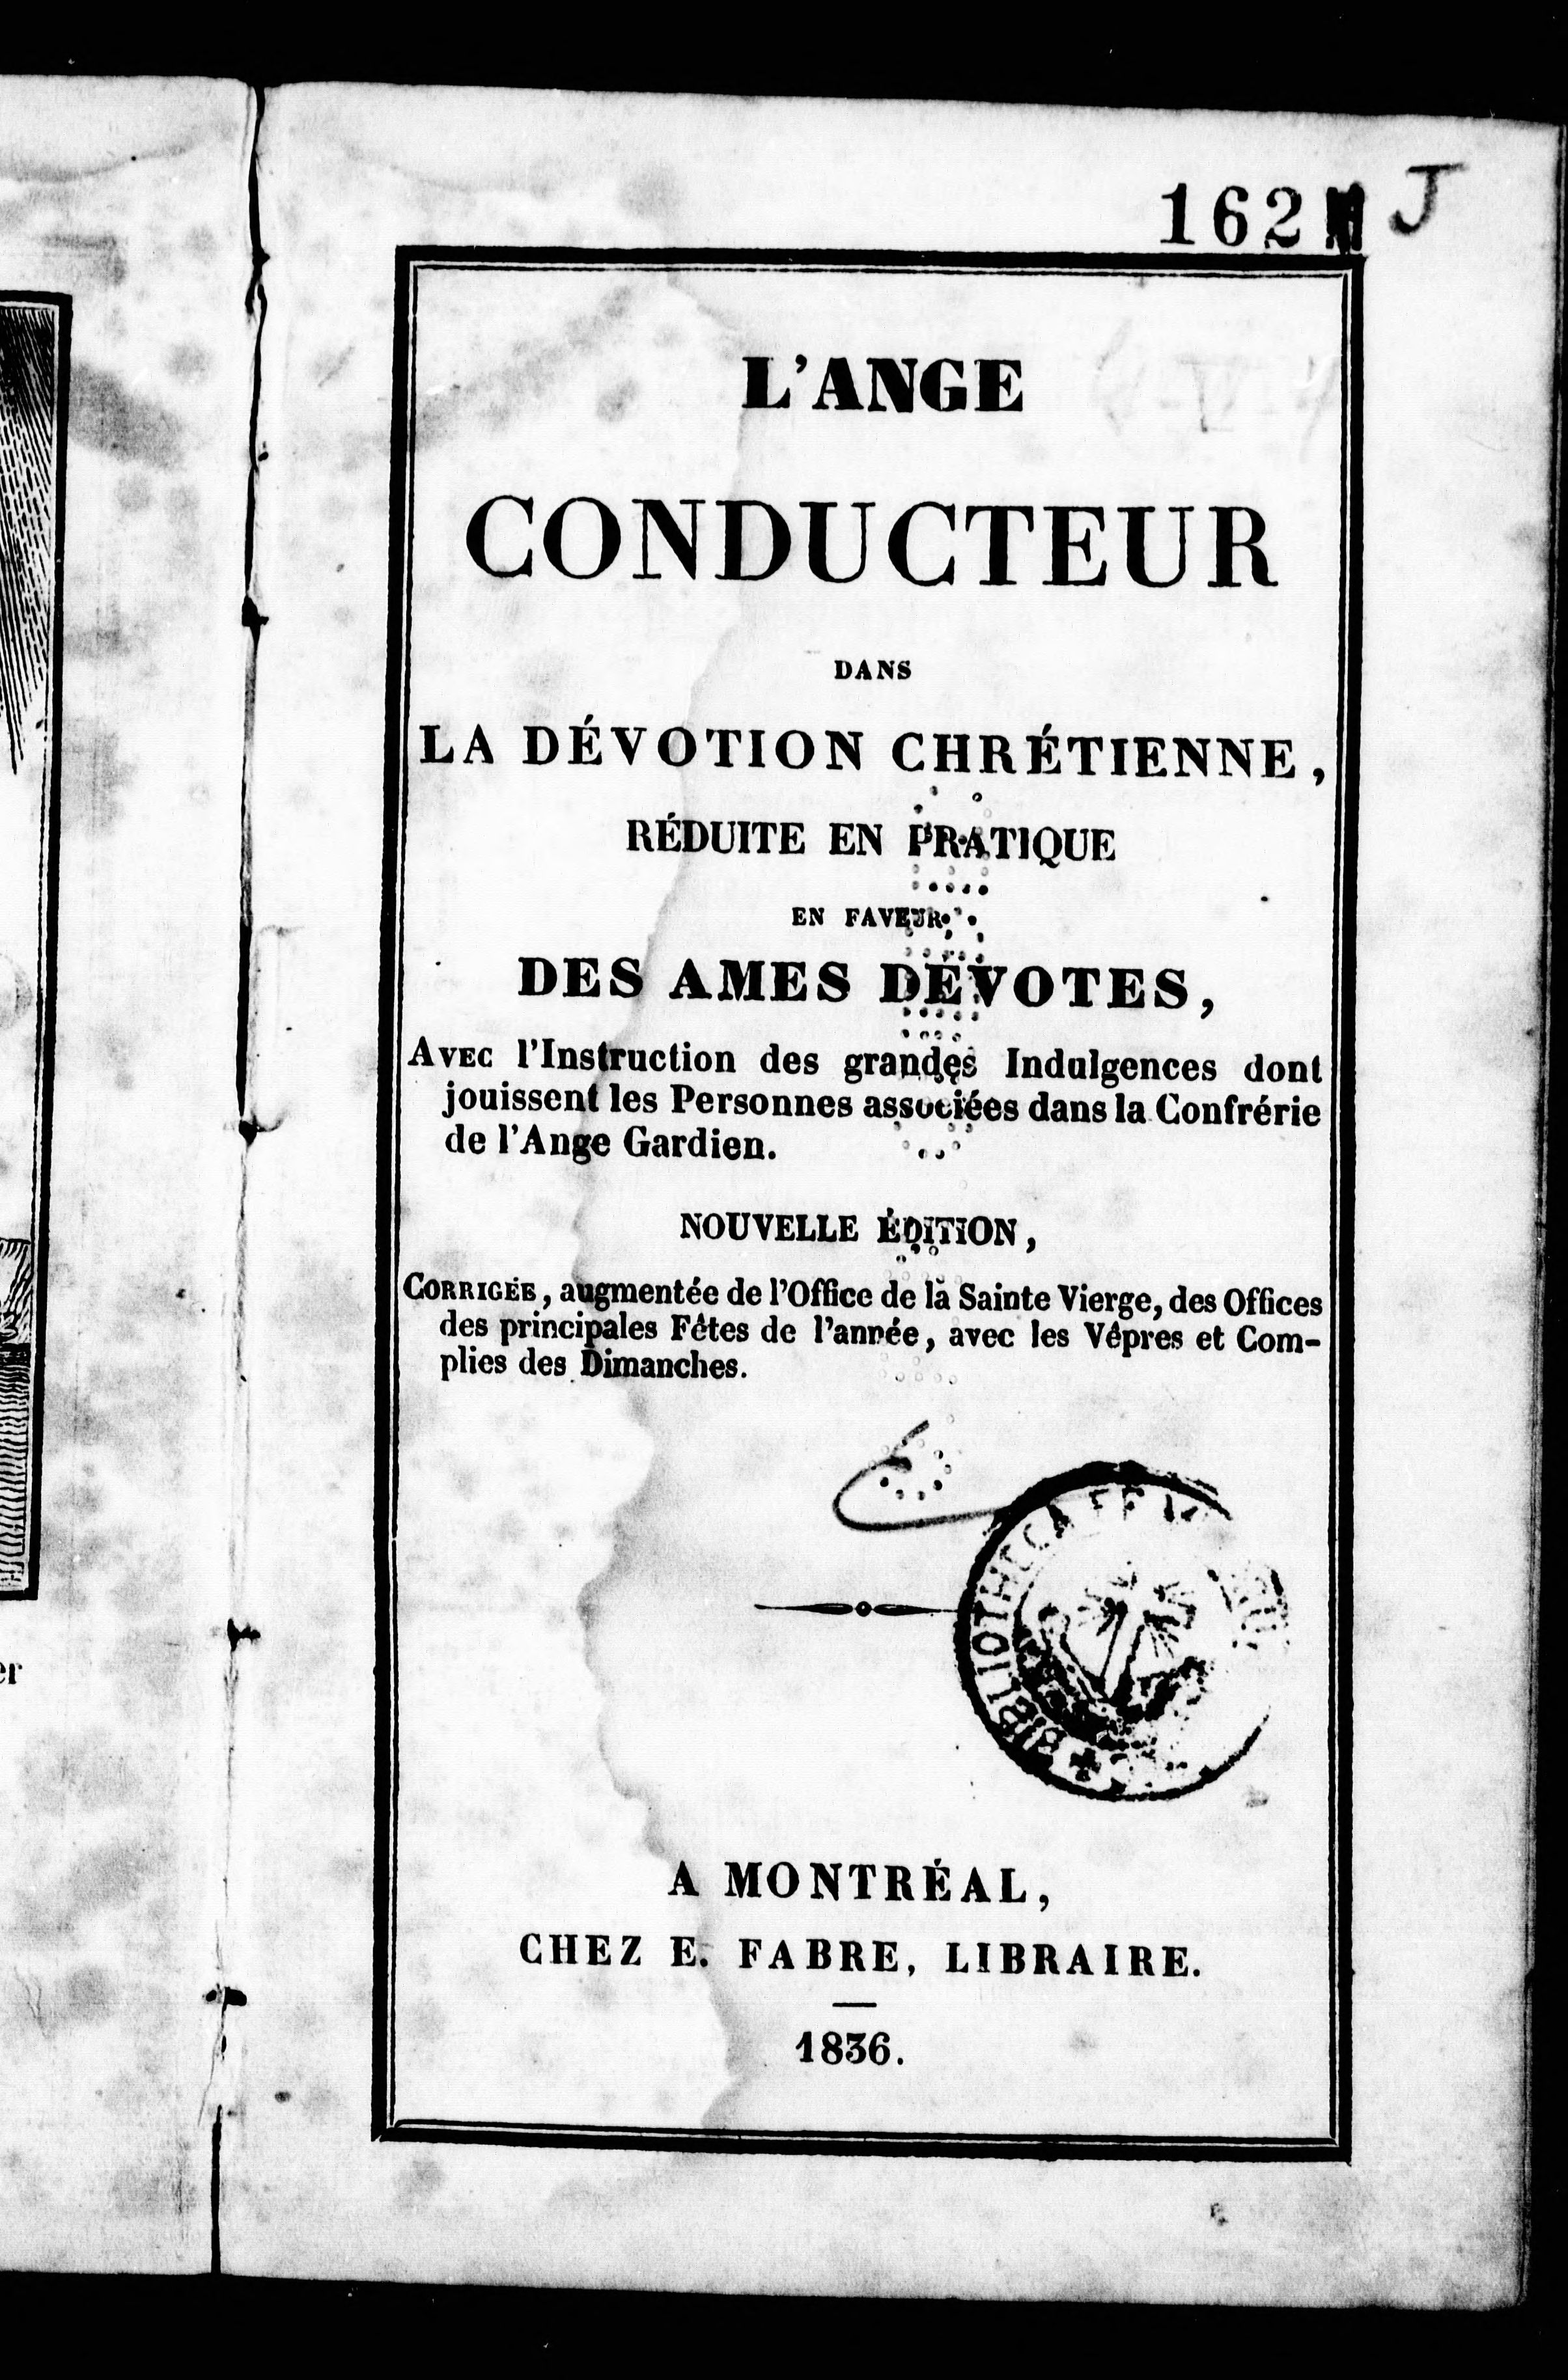 162 J
L'ANGE
CONDUCTEUR
DANS
LA DÉVOTION CHRÉTIENNE,
RÉDUITE EN PRATIQUE
EN FAVEUR
DES AMES DÉVOTES,
AVEC l'Instruction des grandes Indulgences dont
jouissent les Personnes associées dans la Confrérie
de l'Ange Gardien.
NOUVELLE ÉDITION,
CORRIGÉE, augmentée de l'Office de la Sainte Vierge, des Offices
des principales Fêtes de l'année, avec les Vêpres et Com-
plies des Dimanches.
BIBLIOTHECA
A MONTRÉAL,
CHEZ E. FABRE, LIBRAIRE.
1836.
er